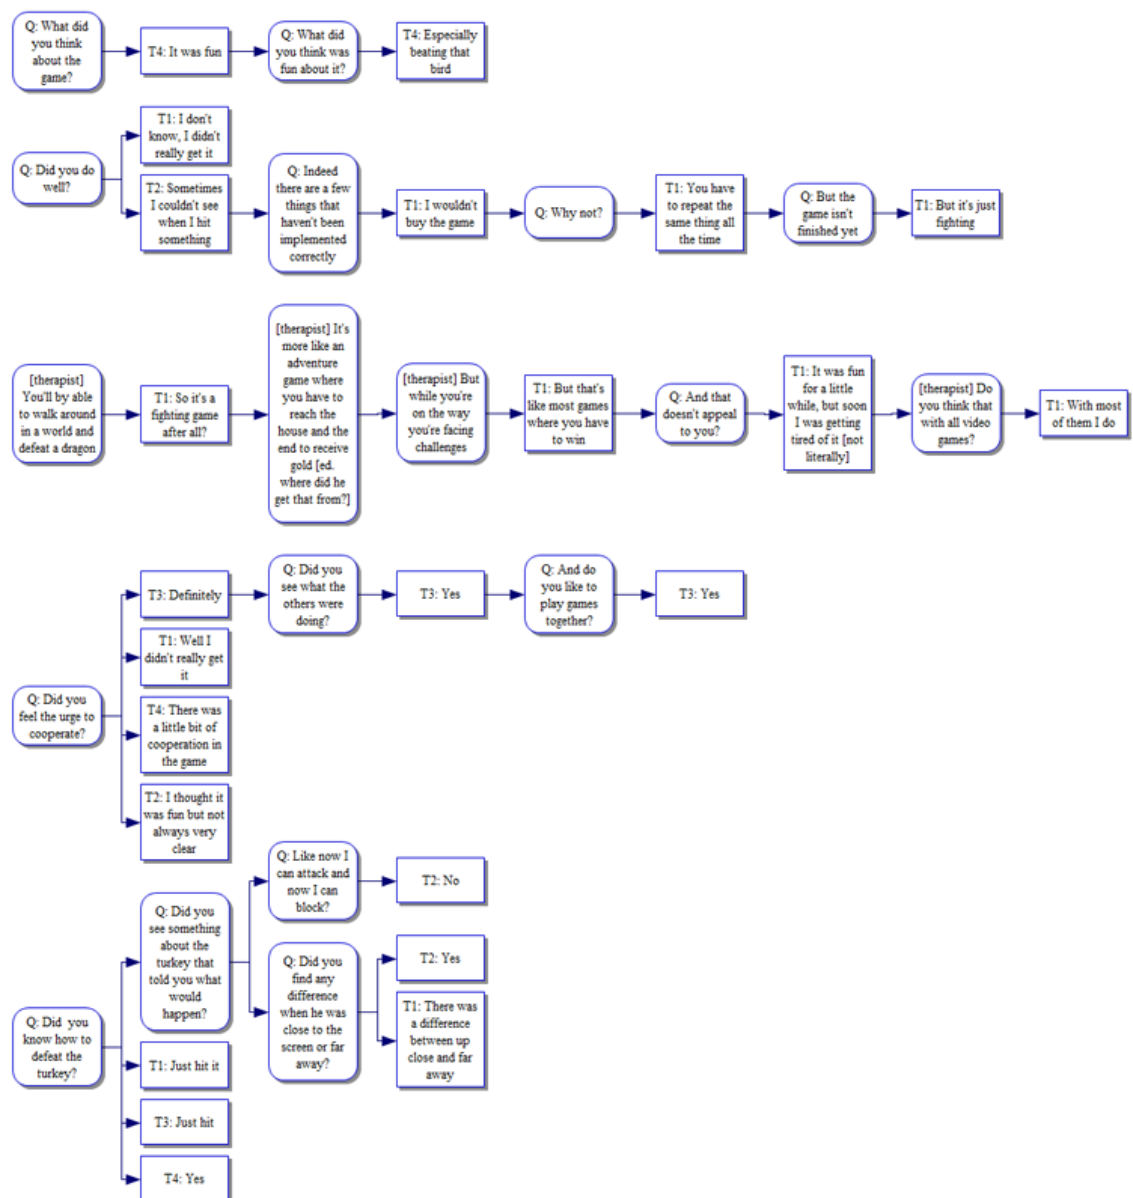 Q: What did
you think
about the
game?
T4: It was fun
Q: What did
you think was
fun about it?
T4: Especially
beating that
bird
Q: Did you do
well?
T1: I don't
know, I didn't
really get it
T2: Sometimes
I couldn't see
when I hit
something
Q: Indeed
there are a few
things that
haven't been
implemented
correctly
T1: I wouldn't
buy the game
Q: Why not?
T1: You have
to repeat the
same thing all
the time
Q: But the
game isn't
finished yet
T1: But it's just
fighting
[therapist]
You'll by able
to walk around
in a world and
defeat a dragon
T1: So it's a
fighting game
after all?
[therapist] It's
more like an
adventure
game where
you have to
reach the
house and the
end to receive
gold [ed.
where did he
get that from?]
[therapist] But
while you're
on the way
you're facing
challenges
T1: But that's
like most games
where you have
to win
Q: And that
doesn't appeal
to you?
T1: It was fun
for a little
while, but soon
I was getting
tired of it [not
literally]
[therapist] Do
you think that
with all video
games?
T1: With most
of them I do
Q: Did you
feel the urge to
cooperate?
T3: Definitely
Q: Did you
see what the
others were
doing?
T3: Yes
Q: And do
you like to
play games
together?
T3: Yes
T1: Well I
didn't really get
it
T4: There was
a little bit of
cooperation in
the game
T2: I thought it
was fun but not
always very
clear
Q: Did you
know how to
defeat the
turkey?
Q: Did you
see something
about the
turkey that
told you what
would
happen?
Q: Like now I
can attack and
now I can
block?
T2: No
Q: Did you
find any
difference
when he was
close to the
screen or far
away?
T2: Yes
T1: There was
a difference
between up
close and far
away
T1: Just hit it
T3: Just hit
T4: Yes